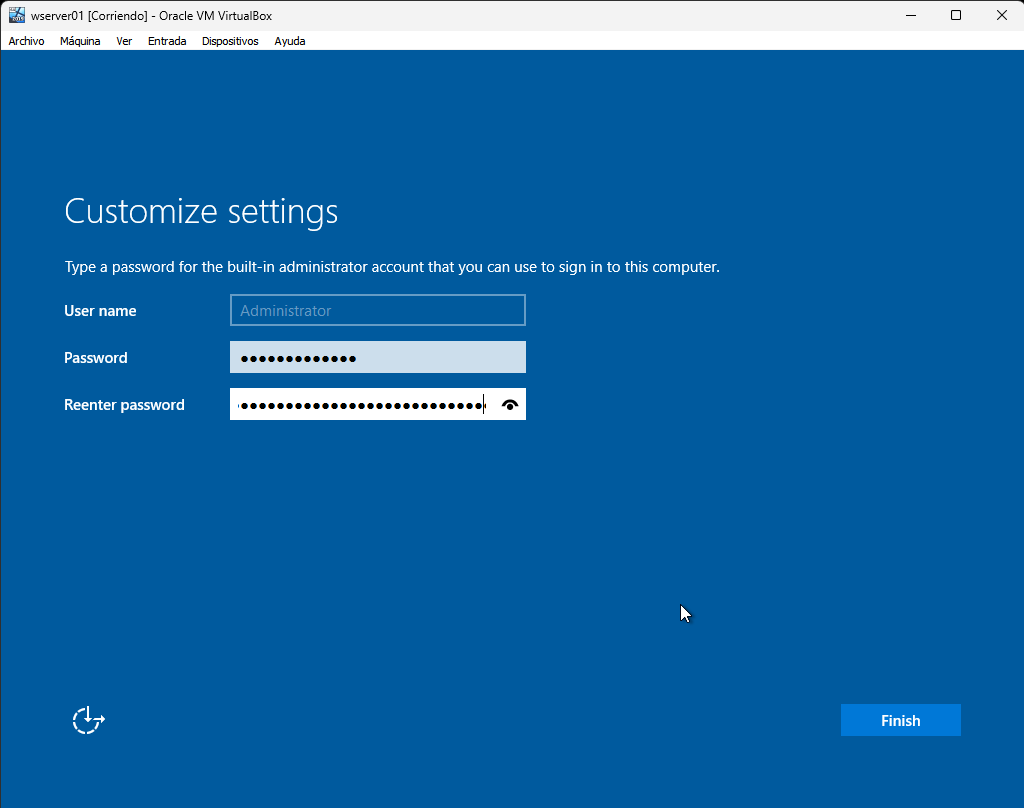 wserver01 [Corriendo] - Oracle VM VirtualBox
Archivo Máquina Ver Entrada Dispositivos Ayuda
Customize settings
Type a password for the built-in administrator account that you can use to sign in to this computer.
User name Administrator
Password
Reenter password
Finish